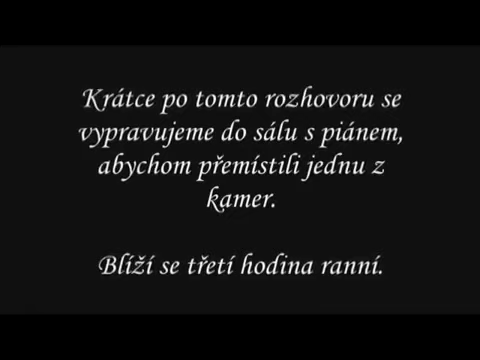 Krátce po tomto rozhovoru se
vypravujeme do sálu s piánem,
abychom přemístili jednu z
kamer.
Blíží se třetí hodina ranní.